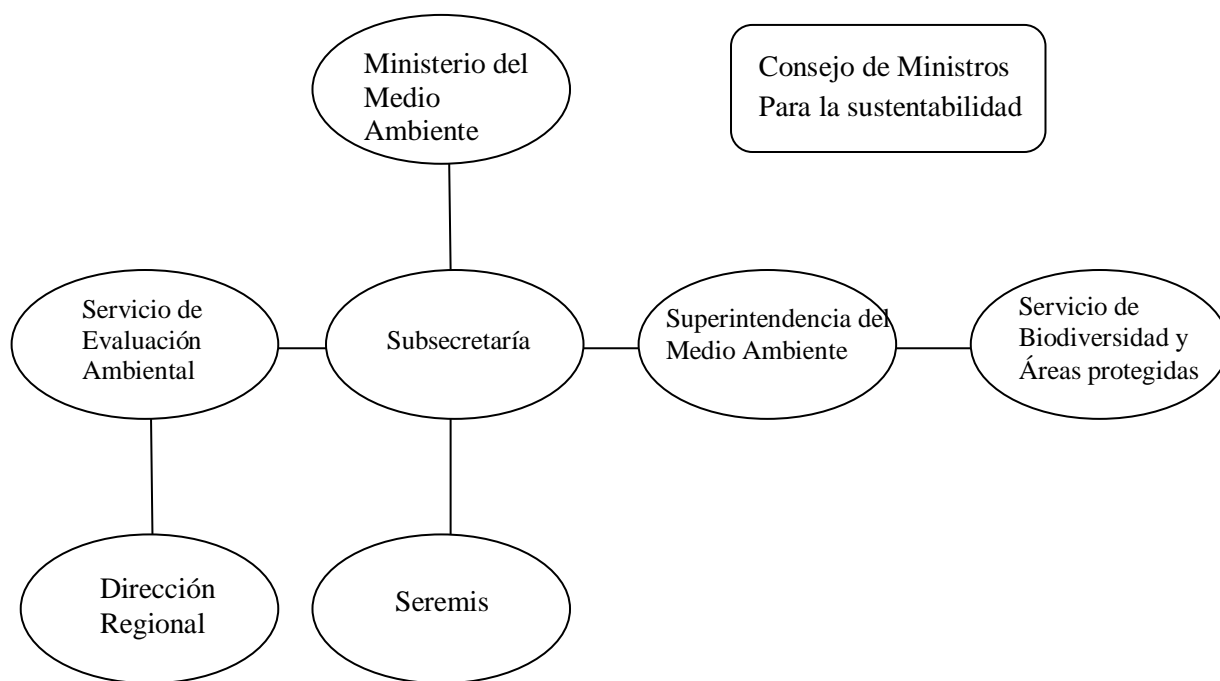 Ministerio del
Medio
Ambiente
Consejo de Ministros
Para la sustentabilidad
Servicio de
Evaluación
Ambiental
Subsecretaría
Superintendencia del
Medio Ambiente
Servicio de
Biodiversidad y
Áreas protegidas
Dirección
Regional
Seremis